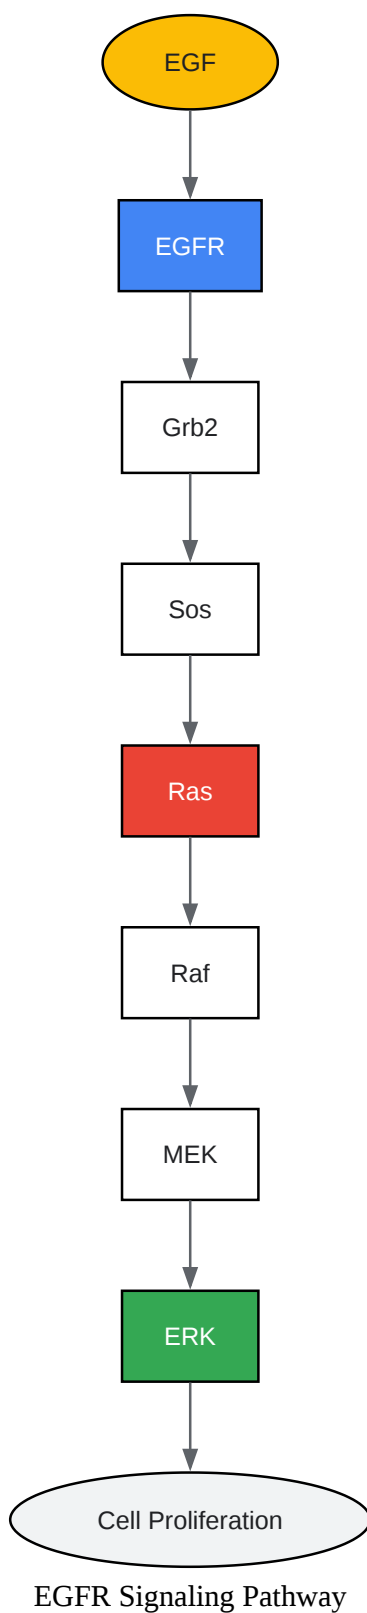 EGF
EGFR
Grb2
Sos
Ras
Raf
MEK
ERK
Cell Proliferation
EGFR Signaling Pathway